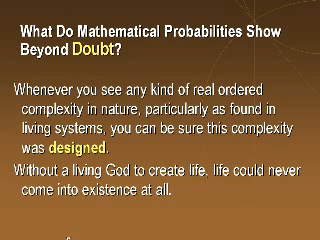 What Do Mathematical Probabilities Show
Beyond Doubt?
Whenever you see any kind of real ordered
complexity in nature, particularly as found in
living systems, you can be sure this complexity
was designed.
Without a living God to create life, life could never
come into existence at all.